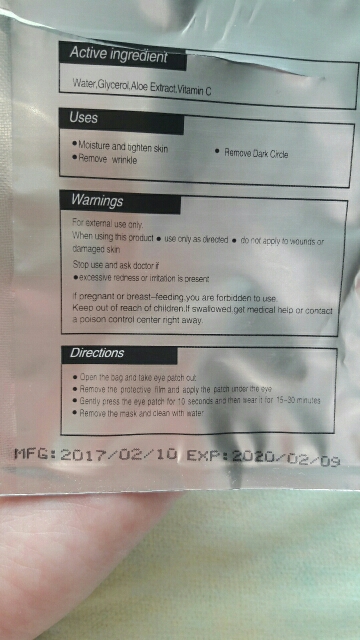 Active ingredient
Water,Glycerol,Aloe Extract,Vitamin C
Uses
● Moisture and tighten skin ● Remove Dark Circle
● Remove wrinkle
Warnings
For external use only.
When using this product ● use only as directed ● do not apply to wounds or
damaged skin
Stop use and ask doctor if
● excessive redness or irritation is present
If pregnant or breast-feeding,you are forbidden to use.
Keep out of reach of children.If swallowed,get medical help or contact
a poison control center right away.
Directions
● Open the bag and take eye patch out
● Remove the protective film and apply the patch under the eye
● Gently press the eye patch for 10 seconds and then wear it for 15-30 minutes
● Remove the mask and clean with water
MFG:2017/02/10 EXP:2020/02/09